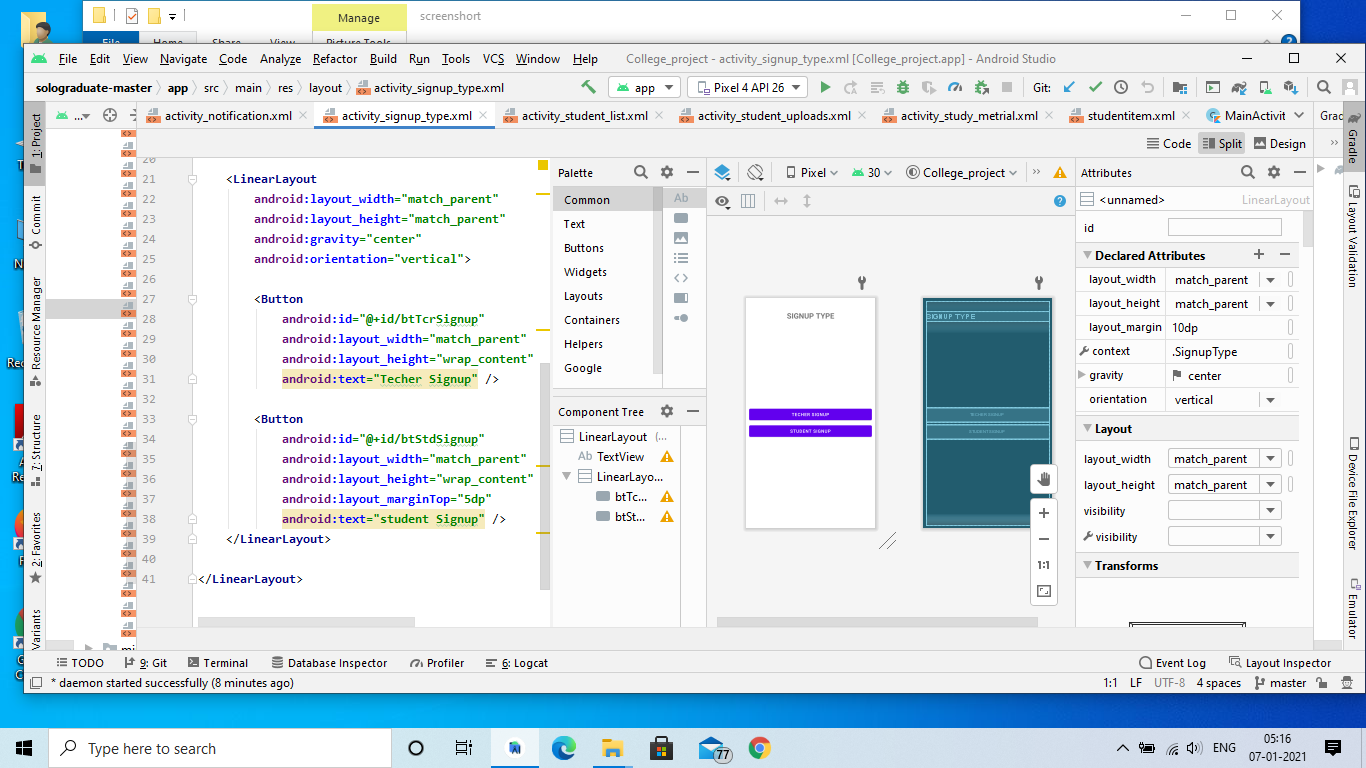 Manage
screenshort
File Home Share View Picture Tools
File Edit View Navigate Code Analyze Refactor Build Run Tools VCS Window Help College_project - activity_signup_type.xml [College_project.app] - Android Studio
solograduate-master app src main res layout activity_signup_type.xml app Pixel 4 API 26 Git:
... activity_notification.xml activity_signup_type.xml activity_student_list.xml activity_student_uploads.xml activity_study_metrial.xml studentitem.xml MainActivit Grad
Code Split Design
1: Project
Commit
Resource Manager
7: Structure
2: Favorites
Variants
20
21 <LinearLayout
22 android:layout_width="match_parent"
23 android:layout_height="match_parent"
24 android:gravity="center"
25 android:orientation="vertical">
26
27 <Button
28 android:id="@+id/btTcrSignup"
29 android:layout_width="match_parent"
30 android:layout_height="wrap_content"
31 android:text="Techer Signup" />
32
33 <Button
34 android:id="@+id/btStdSignup"
35 android:layout_width="match_parent"
36 android:layout_height="wrap_content"
37 android:layout_marginTop="5dp"
38 android:text="student Signup" />
39 </LinearLayout>
40
41 </LinearLayout>
Palette
Common
Text
Buttons
Widgets
Layouts
Containers
Helpers
Google
Ab
Component Tree
LinearLayout (...
Ab TextView
LinearLayo...
btTc...
btSt...
Pixel 30 College_project
SIGNUP TYPE
TECHER SIGNUP
STUDENT SIGNUP
SIGNUP TYPE
TECHER SIGNUP
STUDENT SIGNUP
1:1
Attributes
<unnamed> LinearLayout
id
Declared Attributes
layout_width match_parent
layout_height match_parent
layout_margin 10dp
context .SignupType
gravity center
orientation vertical
Layout
layout_width match_parent
layout_height match_parent
visibility
visibility
Transforms
Gradle
Layout Validation
Device File Explorer
Emulator
TODO 9: Git Terminal Database Inspector Profiler 6: Logcat Event Log Layout Inspector
* daemon started successfully (8 minutes ago) 1:1 LF UTF-8 4 spaces master
Type here to search 77 ENG 05:16
07-01-2021